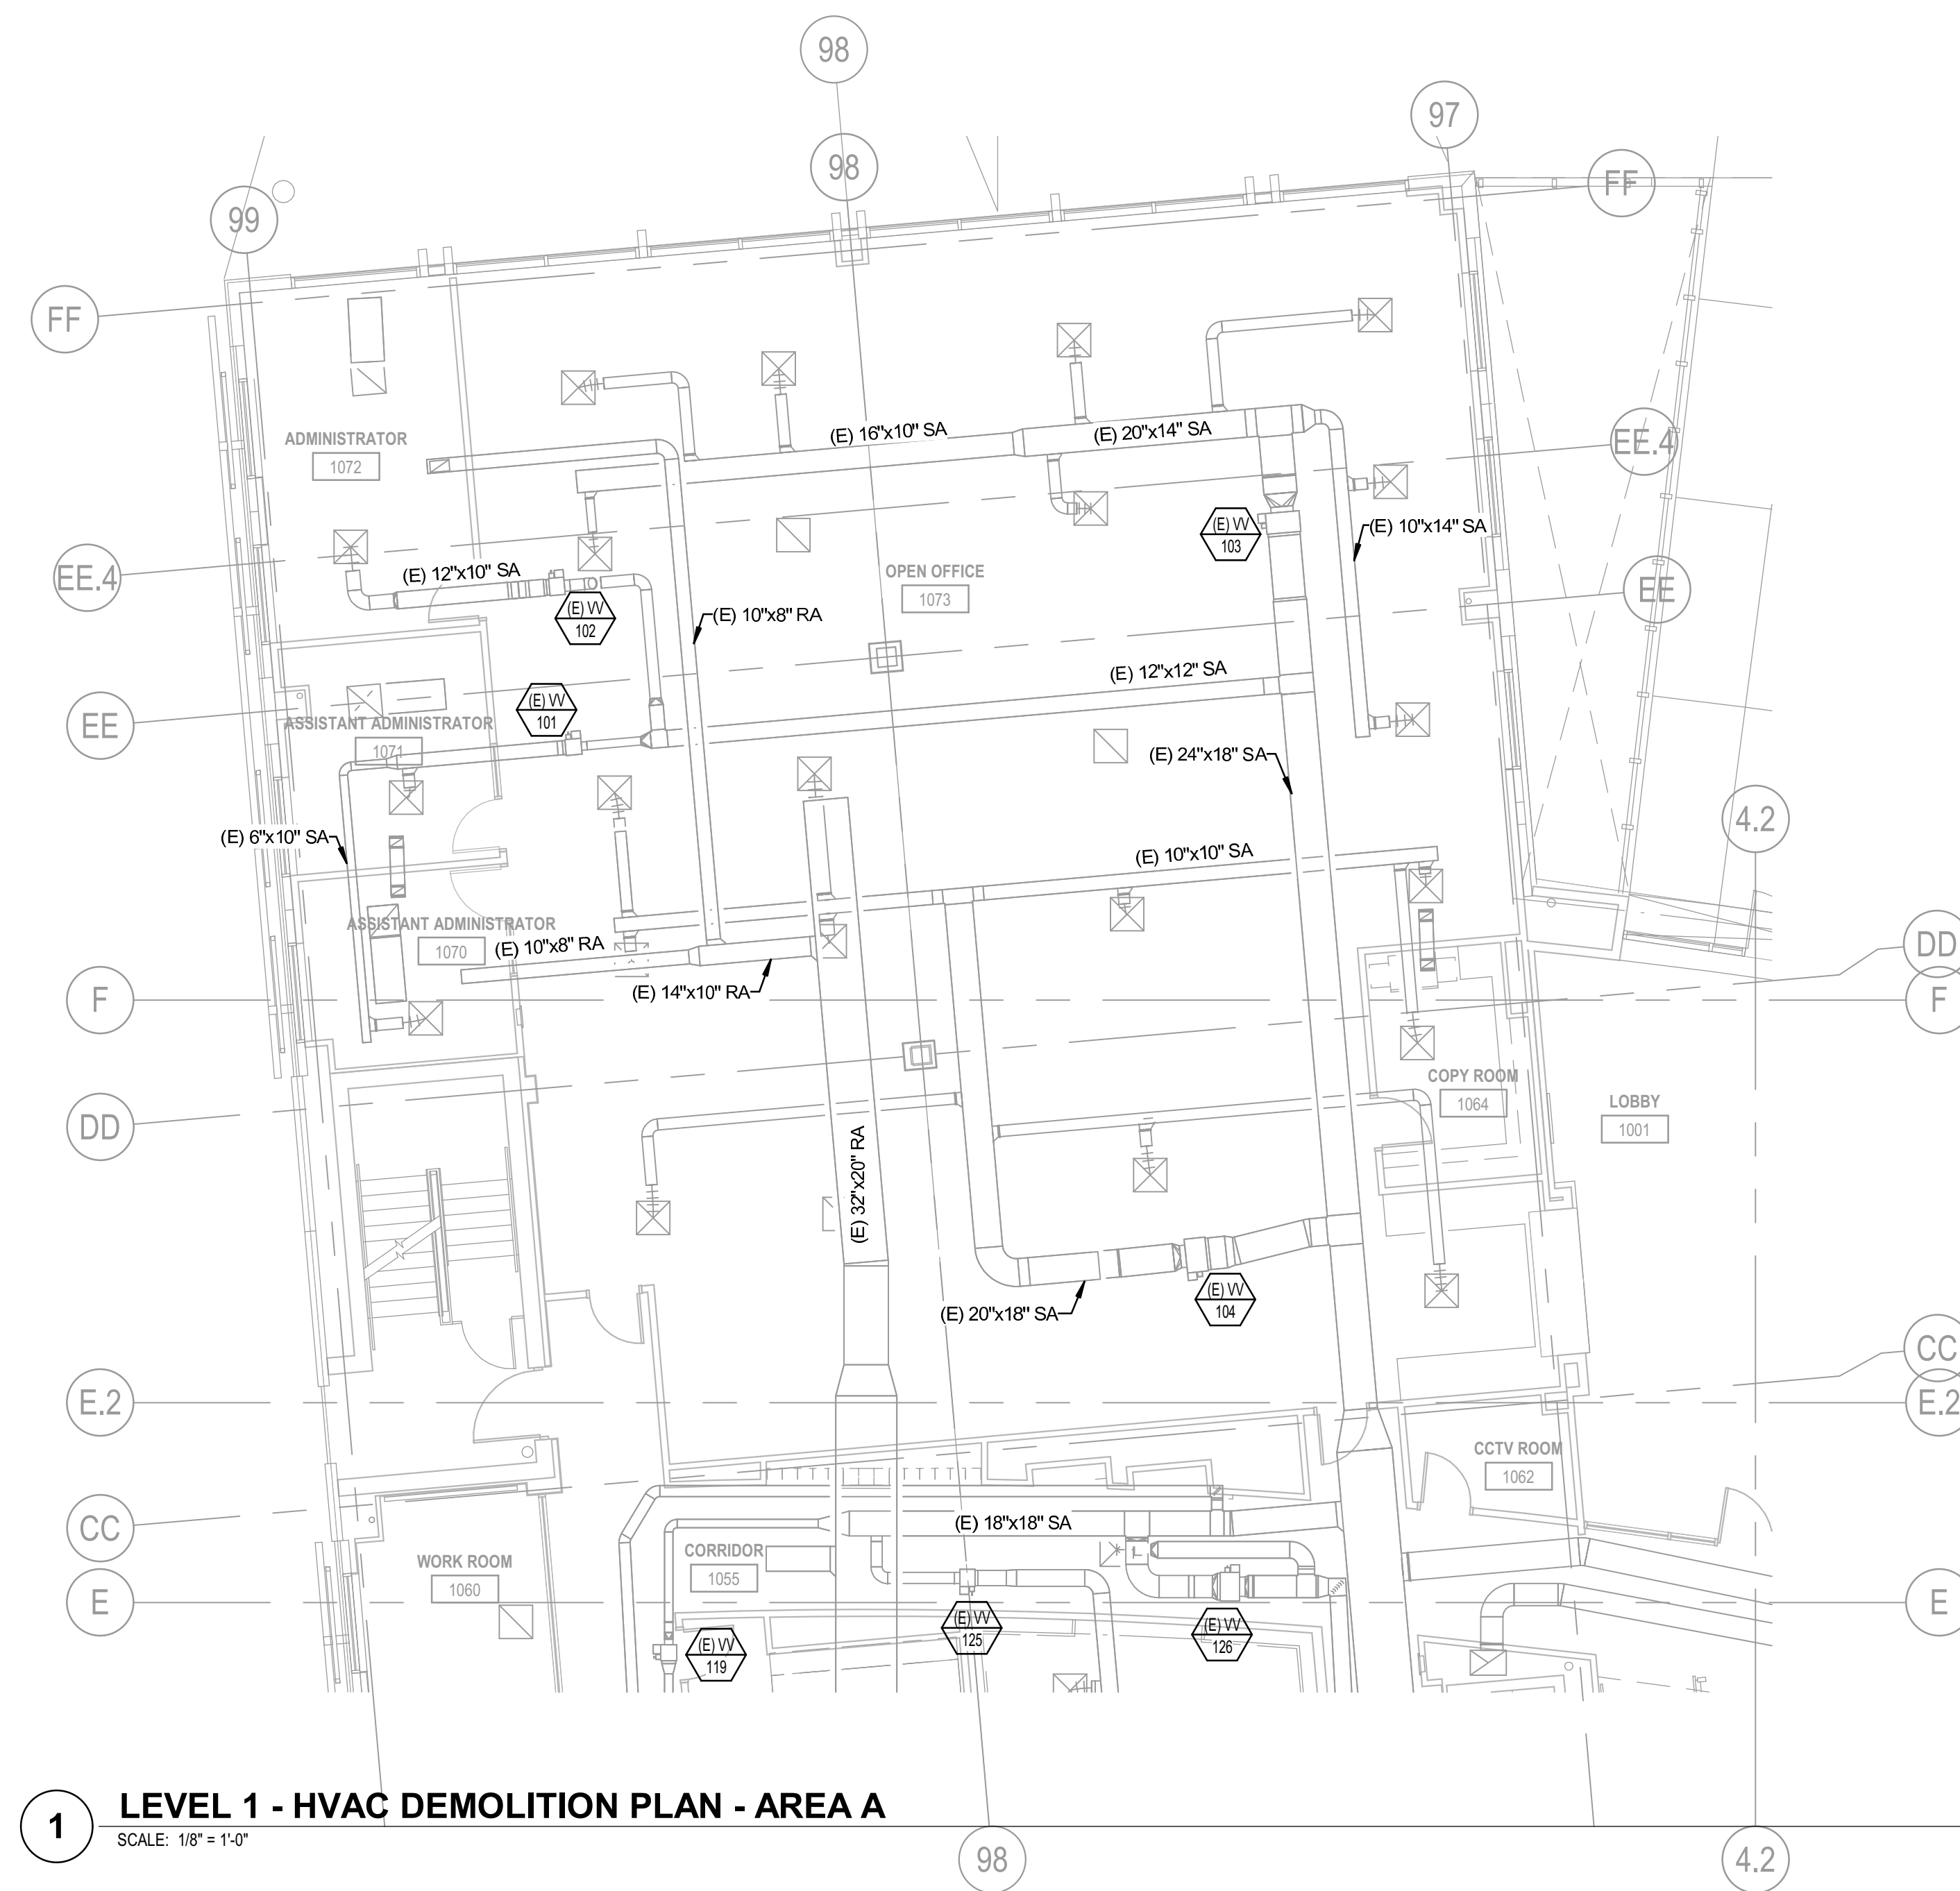 98
97
98
FF
99
FF
ADMINISTRATOR
1072
(E) 16"x10" SA
(E) 20"x14" SA
EE.4
(E) VV
103
(E) 10"x14" SA
EE.4
(E) 12"x10" SA
OPEN OFFICE
1073
EE
(E) VV
102
(E) 10"x8" RA
(E) 12"x12" SA
(E) VV
101
EE
ASSISTANT ADMINISTRATOR
1071
(E) 24"x18" SA
4.2
(E) 6"x10" SA
(E) 10"x10" SA
ASSISTANT ADMINISTRATOR
1070
(E) 10"x8" RA
DD
(E) 14"x10" RA
F
F
COPY ROOM
1064
LOBBY
1001
DD
(E) 32"x20" RA
(E) VV
104
(E) 20"x18" SA
CC
E.2
E.2
CCTV ROOM
1062
CC
(E) 18"x18" SA
WORK ROOM
1060
CORRIDOR
1055
E
E
(E) VV
125
(E) VV
126
(E) VV
119
1
LEVEL 1 - HVAC DEMOLITION PLAN - AREA A
SCALE: 1/8" = 1'-0"
98
4.2